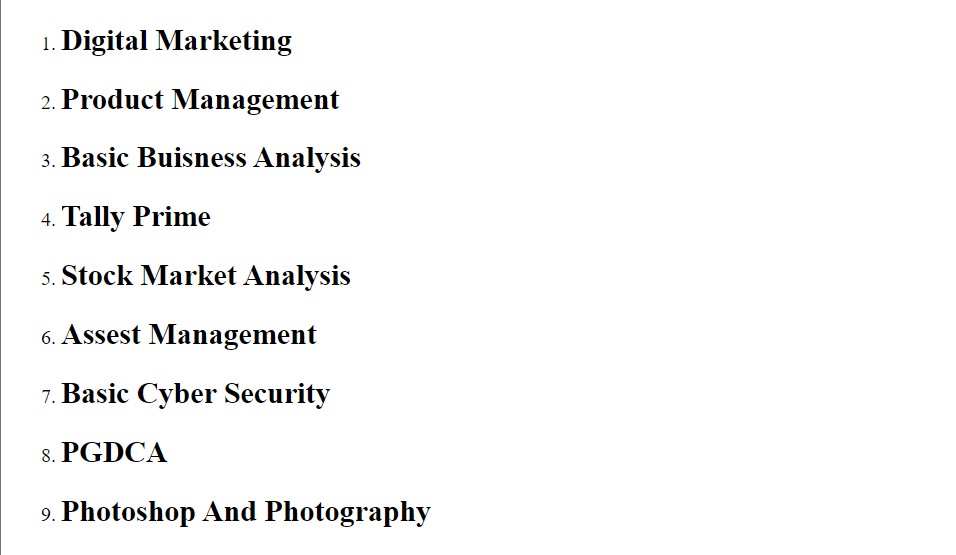 1. Digital Marketing
2. Product Management
3. Basic Buisness Analysis
4. Tally Prime
5. Stock Market Analysis
6. Assest Management
7. Basic Cyber Security
8. PGDCA
9. Photoshop And Photography